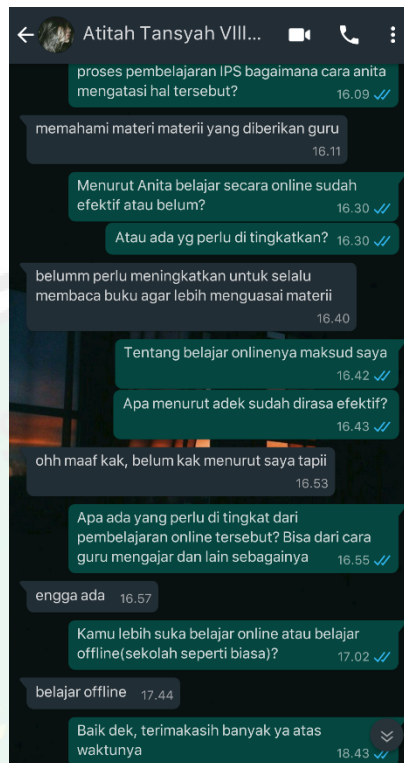 Atitah Tansyah VIII...
proses pembelajaran IPS bagaimana cara anita
mengatasi hal tersebut?
16.09
memahami materi materii yang diberikan guru
16.11
Menurut Anita belajar secara online sudah
efektif atau belum?
16.30
Atau ada yg perlu di tingkatkan? 16.30
belumm perlu meningkatkan untuk selalu
membaca buku agar lebih menguasai materii
16.40
Tentang belajar onlinenya maksud saya
16.42
Apa menurut adek sudah dirasa efektif?
16.43
ohh maaf kak, belum kak menurut saya tapii
16.53
Apa ada yang perlu di tingkat dari
pembelajaran online tersebut? Bisa dari cara
guru mengajar dan lain sebagainya 16.55
engga ada 16.57
Kamu lebih suka belajar online atau belajar
offline(sekolah seperti biasa)? 17.02
belajar offline 17.44
Baik dek, terimakasih banyak ya atas
waktunya 18.43